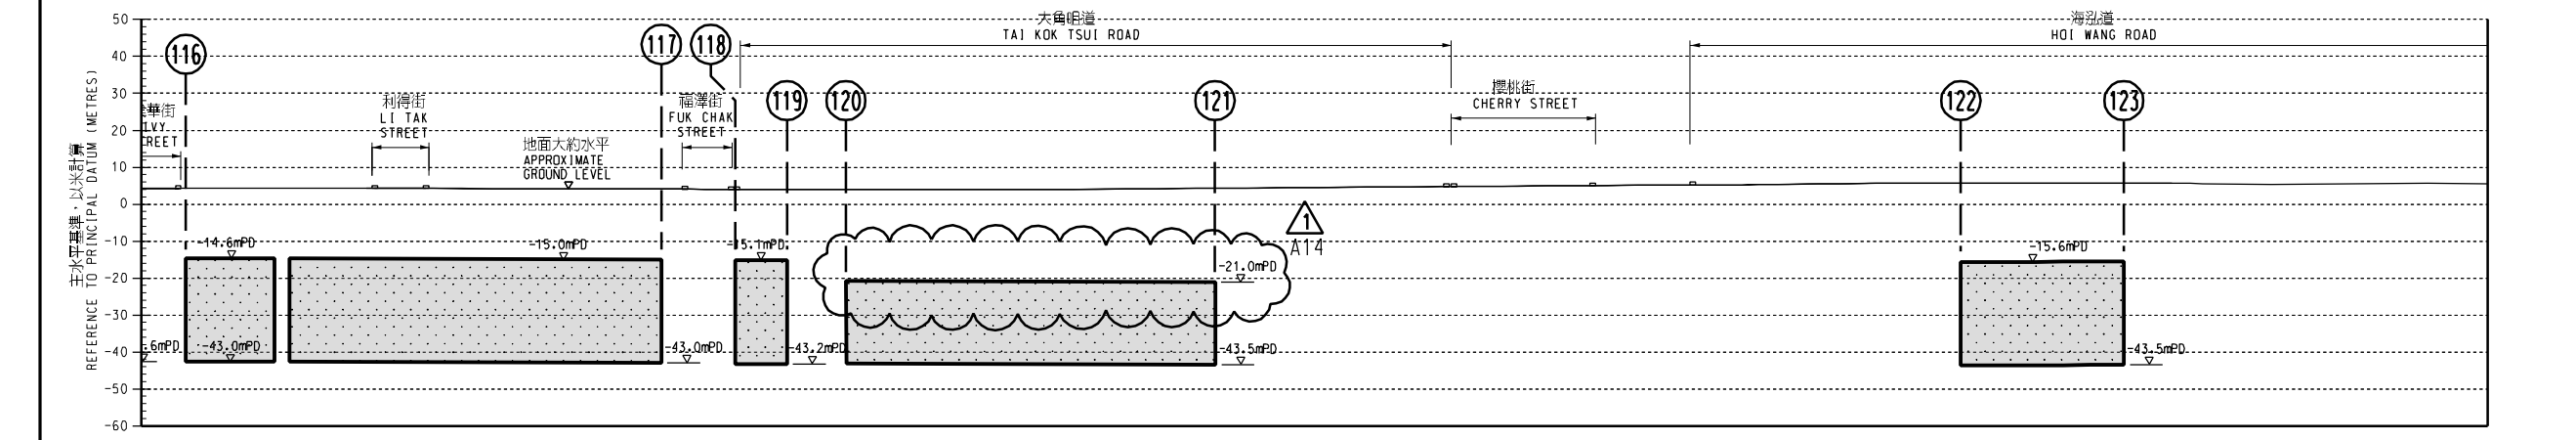 50
40
30
20
10
0
-10
-20
-30
-40
-50
-60
主水平基準，以米計算
REFERENCE TO PRINCIPAL DATUM (METRES)
116
117
118
119
120
121
122
123
華街
IVY
REET
利得街
LI TAK
STREET
地面大約水平
APPROXIMATE
GROUND LEVEL
福澤街
FUK CHAK
STREET
大角咀道
TAI KOK TSUI ROAD
櫻桃街
CHERRY STREET
海泓道
HOI WANG ROAD
1
A14
-14.6mPD
-15.0mPD
5.1mPD
-21.0mPD
-15.6mPD
.6mPD
-43.0mPD
-43.0mPD
-43.2mPD
-43.5mPD
-43.5mPD